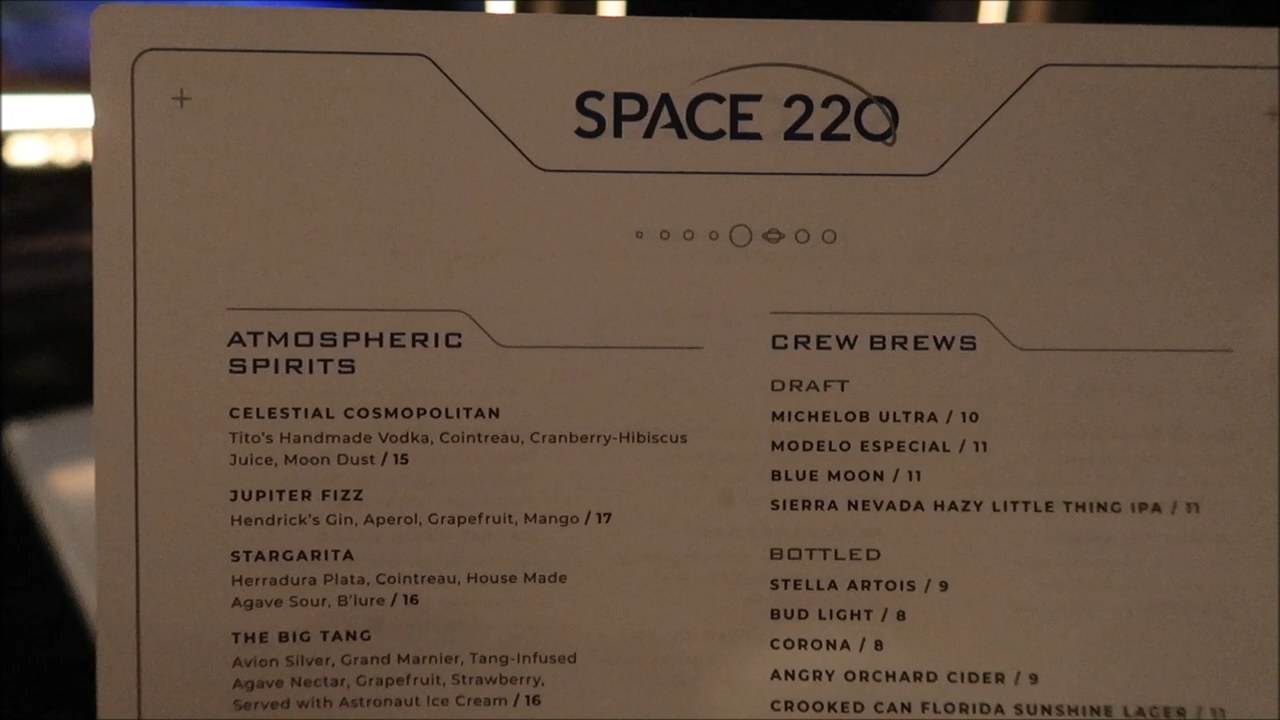 SPACE 220
ATMOSPHERIC
SPIRITS
CELESTIAL COSMOPOLITAN
Tito's Handmade Vodka, Cointreau, Cranberry-Hibiscus
Juice, Moon Dust / 15
JUPITER FIZZ
Hendrick's Gin, Aperol, Grapefruit, Mango / 17
STARGARITA
Herradura Plata, Cointreau, House Made
Agave Sour, B'lure / 16
THE BIG TANG
Avion Silver, Grand Marnier, Tang-Infused
Agave Nectar, Grapefruit, Strawberry,
Served with Astronaut Ice Cream / 16
CREW BREWS
DRAFT
MICHELOB ULTRA / 10
MODELO ESPECIAL / 11
BLUE MOON / 11
SIERRA NEVADA HAZY LITTLE THING IPA / 11
BOTTLED
STELLA ARTOIS / 9
BUD LIGHT / 8
CORONA / 8
ANGRY ORCHARD CIDER / 9
CROOKED CAN FLORIDA SUNSHINE LAGER / 11